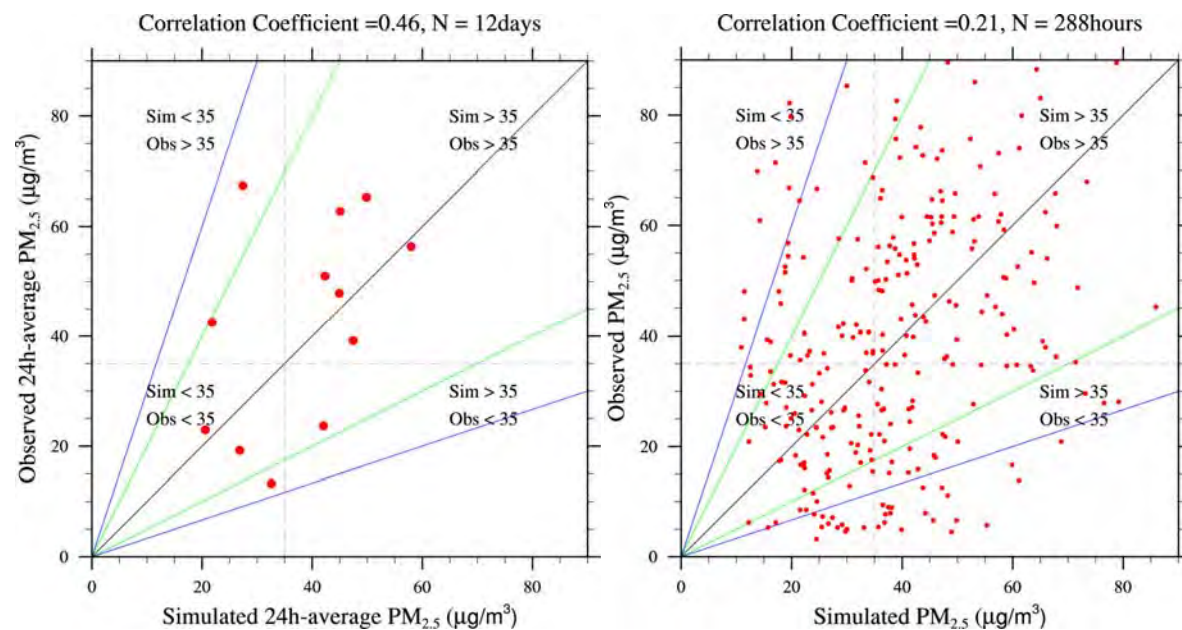 Correlation Coefficient =0.46, N = 12days
Observed 24h-average PM2.5 (μg/m3)
80
60
40
20
0
Sim < 35
Obs > 35
Sim > 35
Obs > 35
Sim < 35
Obs < 35
Sim > 35
Obs < 35
0 20 40 60 80
Simulated 24h-average PM2.5 (μg/m3)
Correlation Coefficient =0.21, N = 288hours
Observed PM2.5 (μg/m3)
80
60
40
20
0
Sim < 35
Obs > 35
Sim > 35
Obs > 35
Sim < 35
Obs < 35
Sim > 35
Obs < 35
0 20 40 60 80
Simulated PM2.5 (μg/m3)